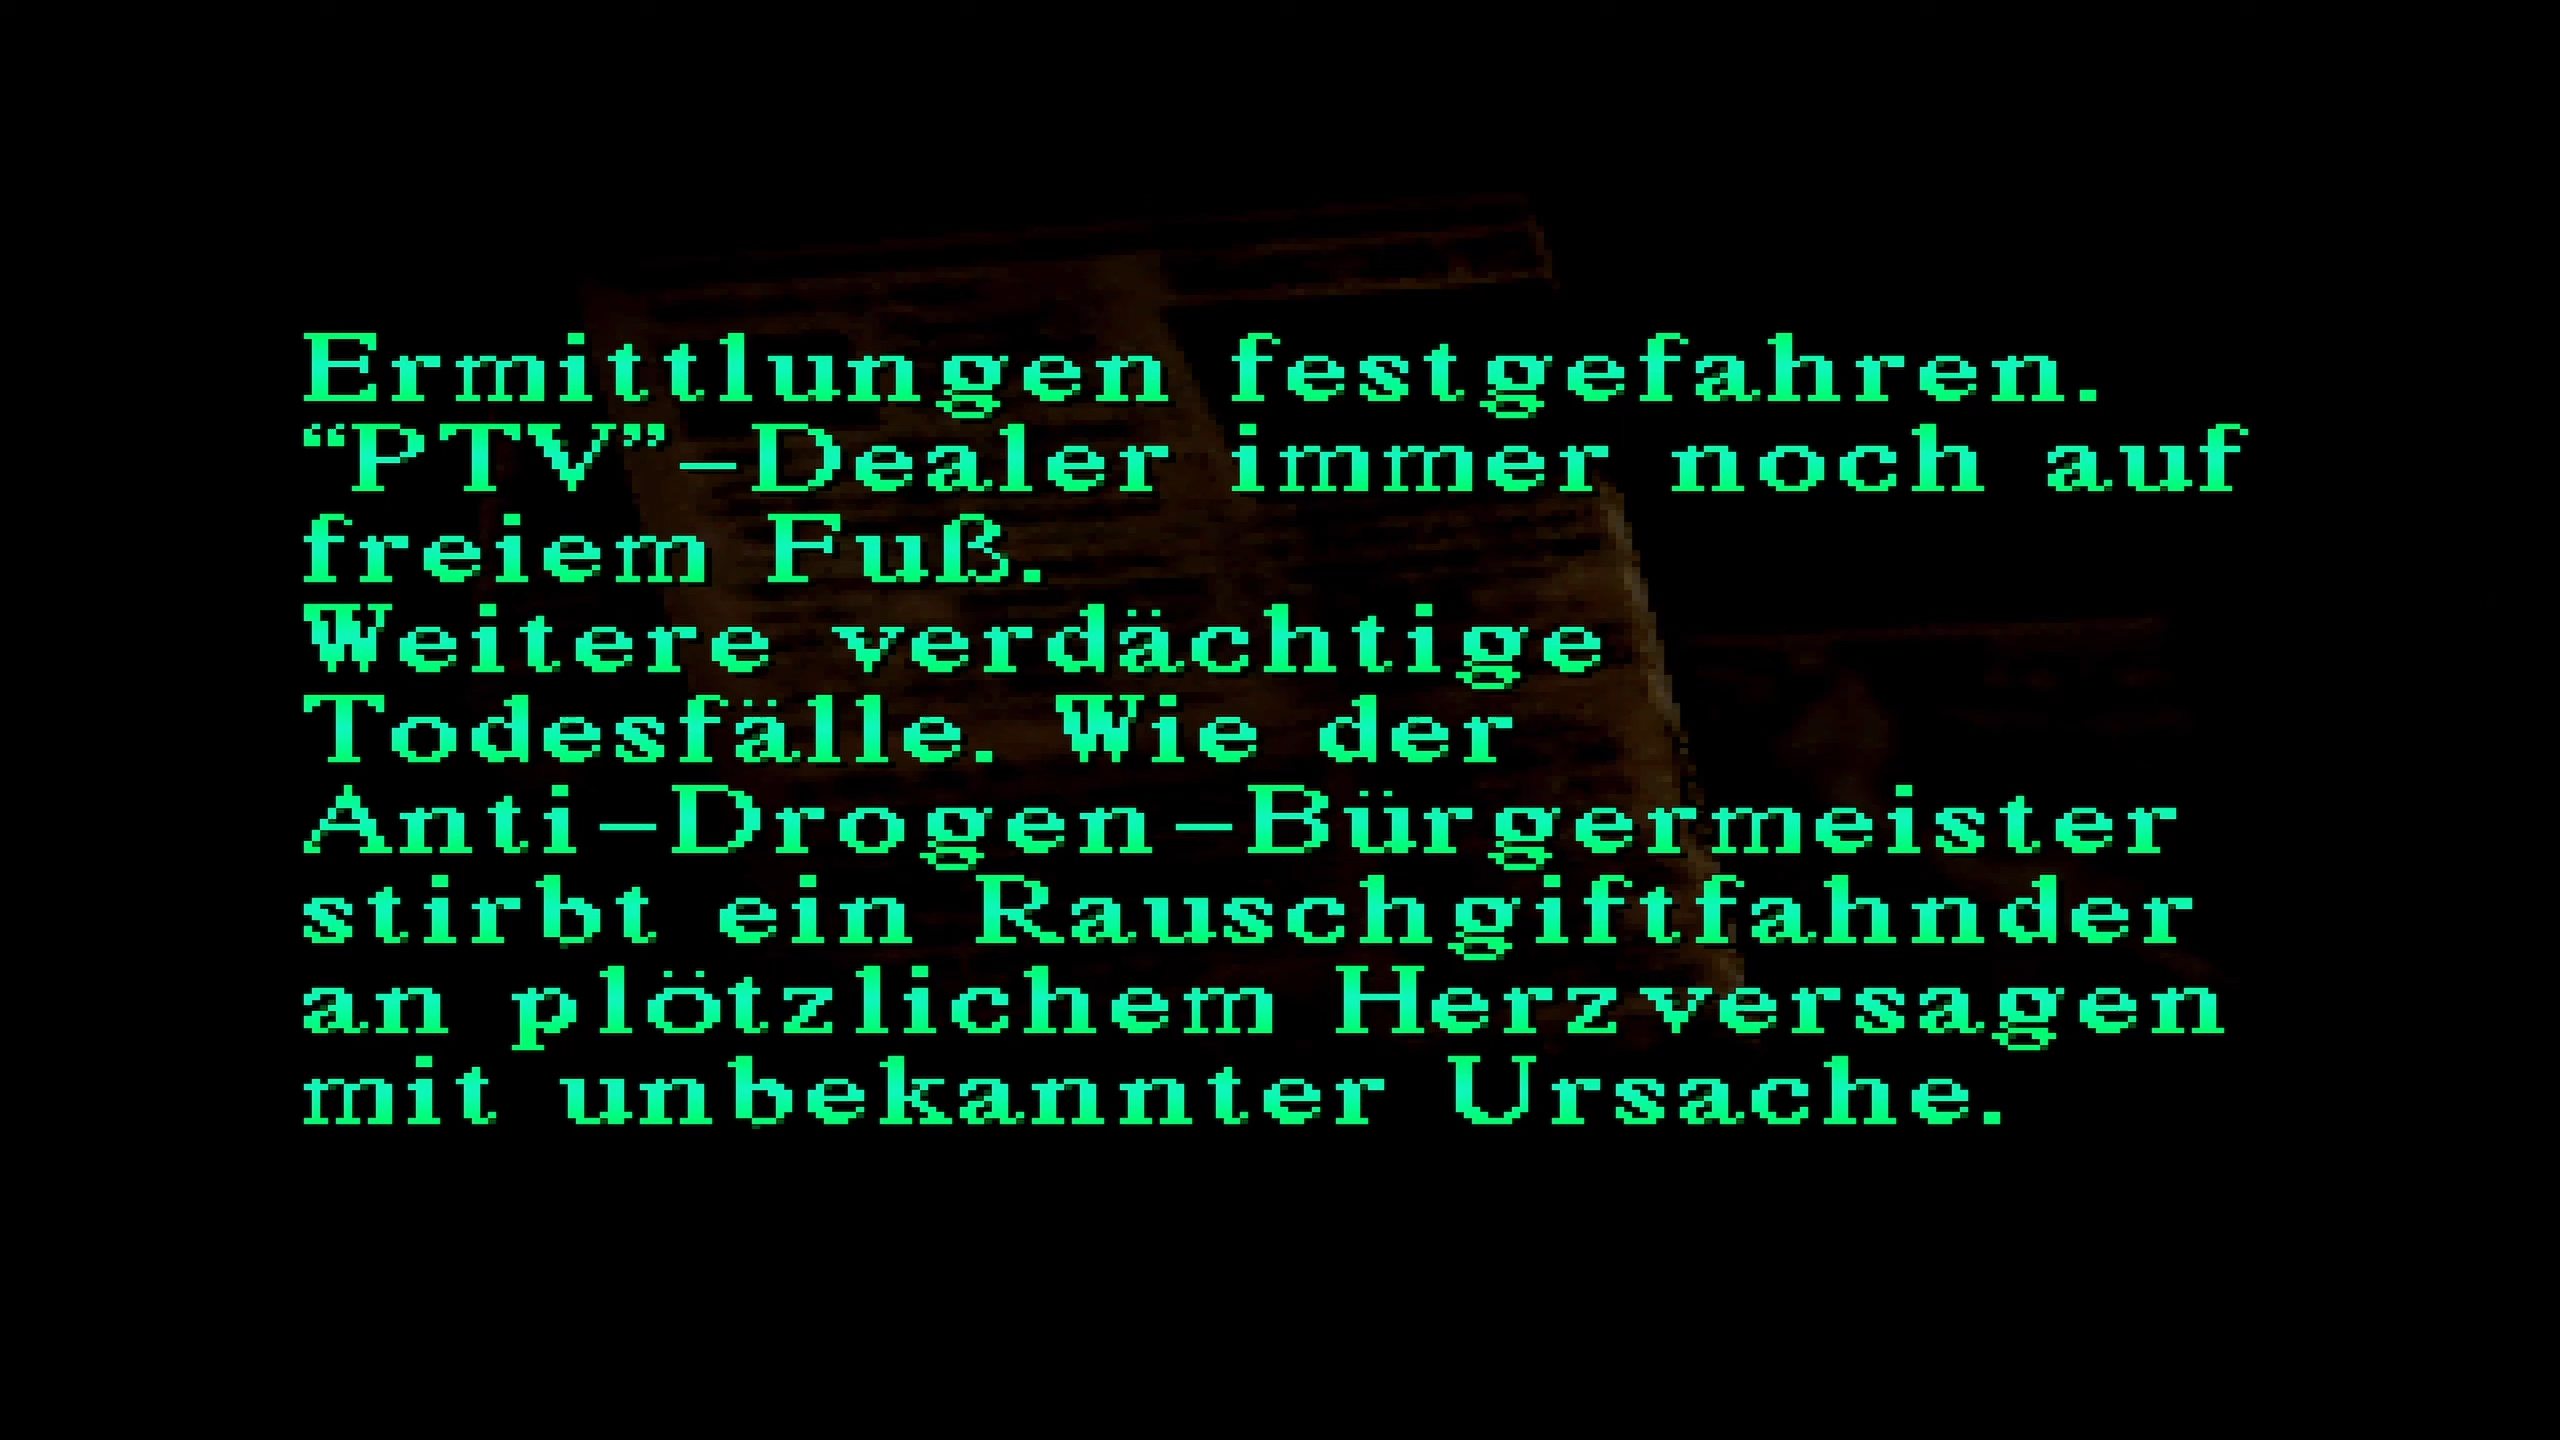 Ermittlungen festgefahren.
“PTV”-Dealer immer noch auf
freiem Fuß.
Weitere verdächtige
Todesfälle. Wie der
Anti-Drogen-Bürgermeister
stirbt ein Rauschgiftfahnder
an plötzlichem Herzversagen
mit unbekannter Ursache.